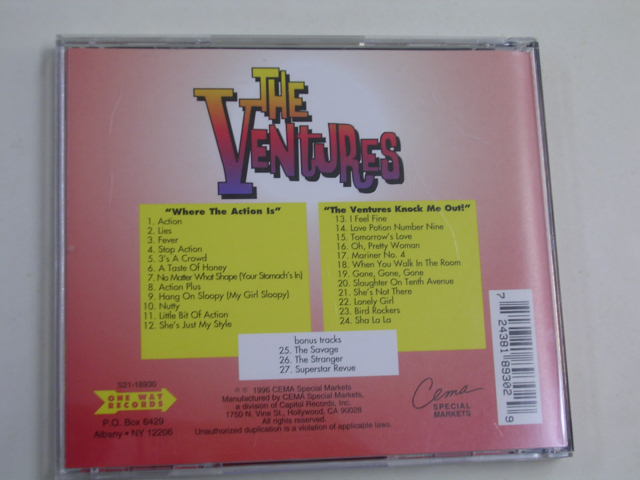 THE
VENTURES
"Where The Action Is"
1. Action
2. Lies
3. Fever
4. Stop Action
5. 3's A Crowd
6. A Taste Of Honey
7. No Matter What Shape (Your Stomach's In)
8. Action Plus
9. Hang On Sloopy (My Girl Sloopy)
10. Nutty
11. Little Bit Of Action
12. She's Just My Style
"The Ventures Knock Me Out!"
13. I Feel Fine
14. Love Potion Number Nine
15. Tomorrow's Love
16. Oh, Pretty Woman
17. Mariner No. 4
18. When You Walk In The Room
19. Gone, Gone, Gone
20. Slaughter On Tenth Avenue
21. She's Not There
22. Lonely Girl
23. Bird Rockers
24. Sha La La
bonus tracks
25. The Savage
26. The Stranger
27. Superstar Revue
S21-18930
ONE WAY
RECORDS
P.O. Box 6429
Albany • NY 12206
℗ © 1996 CEMA Special Markets
Manufactured by CEMA Special Markets,
a division of Capitol Records, Inc.
1750 N. Vine St., Hollywood, CA 90028
All rights reserved.
Unauthorized duplication is a violation of applicable laws.
Cema
SPECIAL
MARKETS
7 24381 89302 9